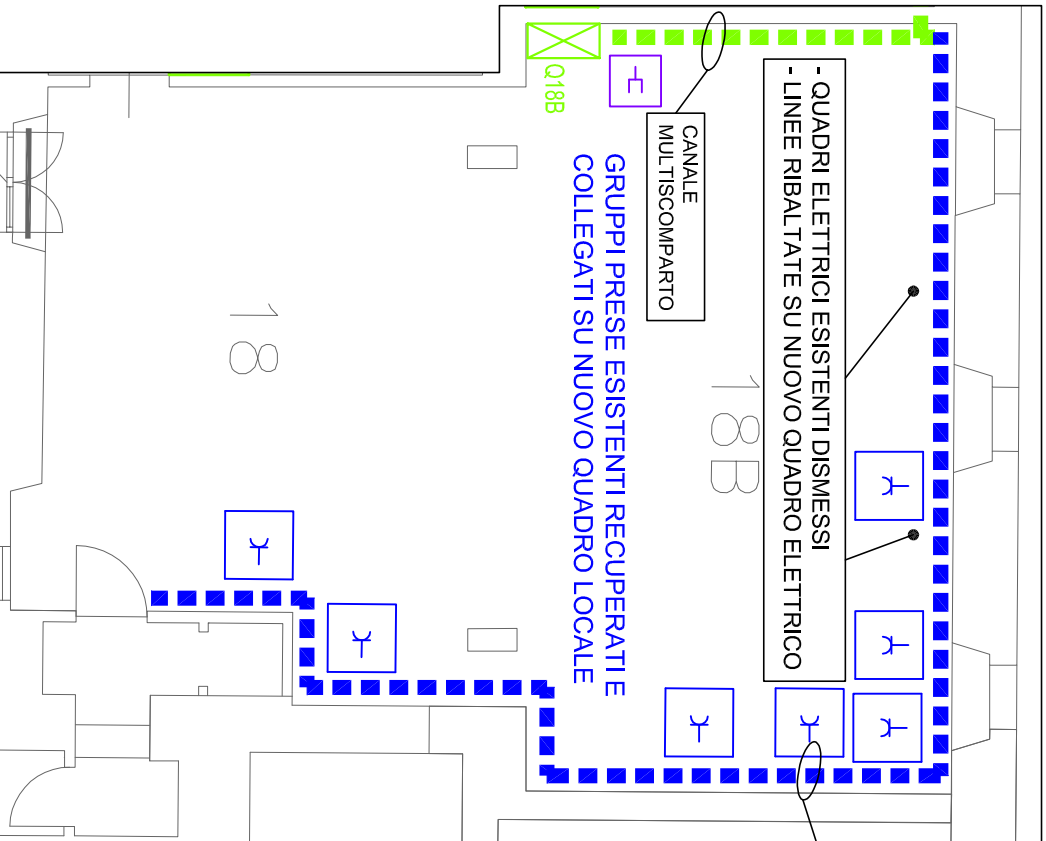 - QUADRI ELETTRICI ESISTENTI DISMESSI
- LINEE RIBALTATE SU NUOVO QUADRO ELETTRICO
18B
CANALE
MULTISCOMPARTO
GRUPPI PRESE ESISTENTI RECUPERATI E
COLLEGATI SU NUOVO QUADRO LOCALE
Q18B
18